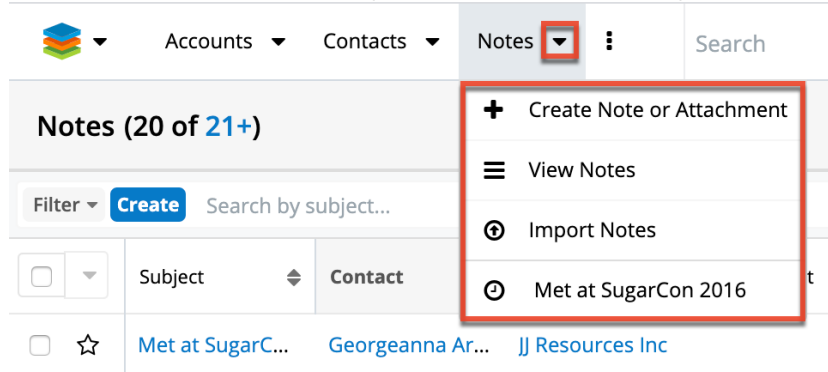 Accounts Contacts Notes Search
Create Note or Attachment
Notes (20 of 21+)
View Notes
Filter Create Search by subject...
Import Notes
Subject Contact t
Met at SugarCon 2016
Met at SugarC... Georgeanna Ar... JJ Resources Inc